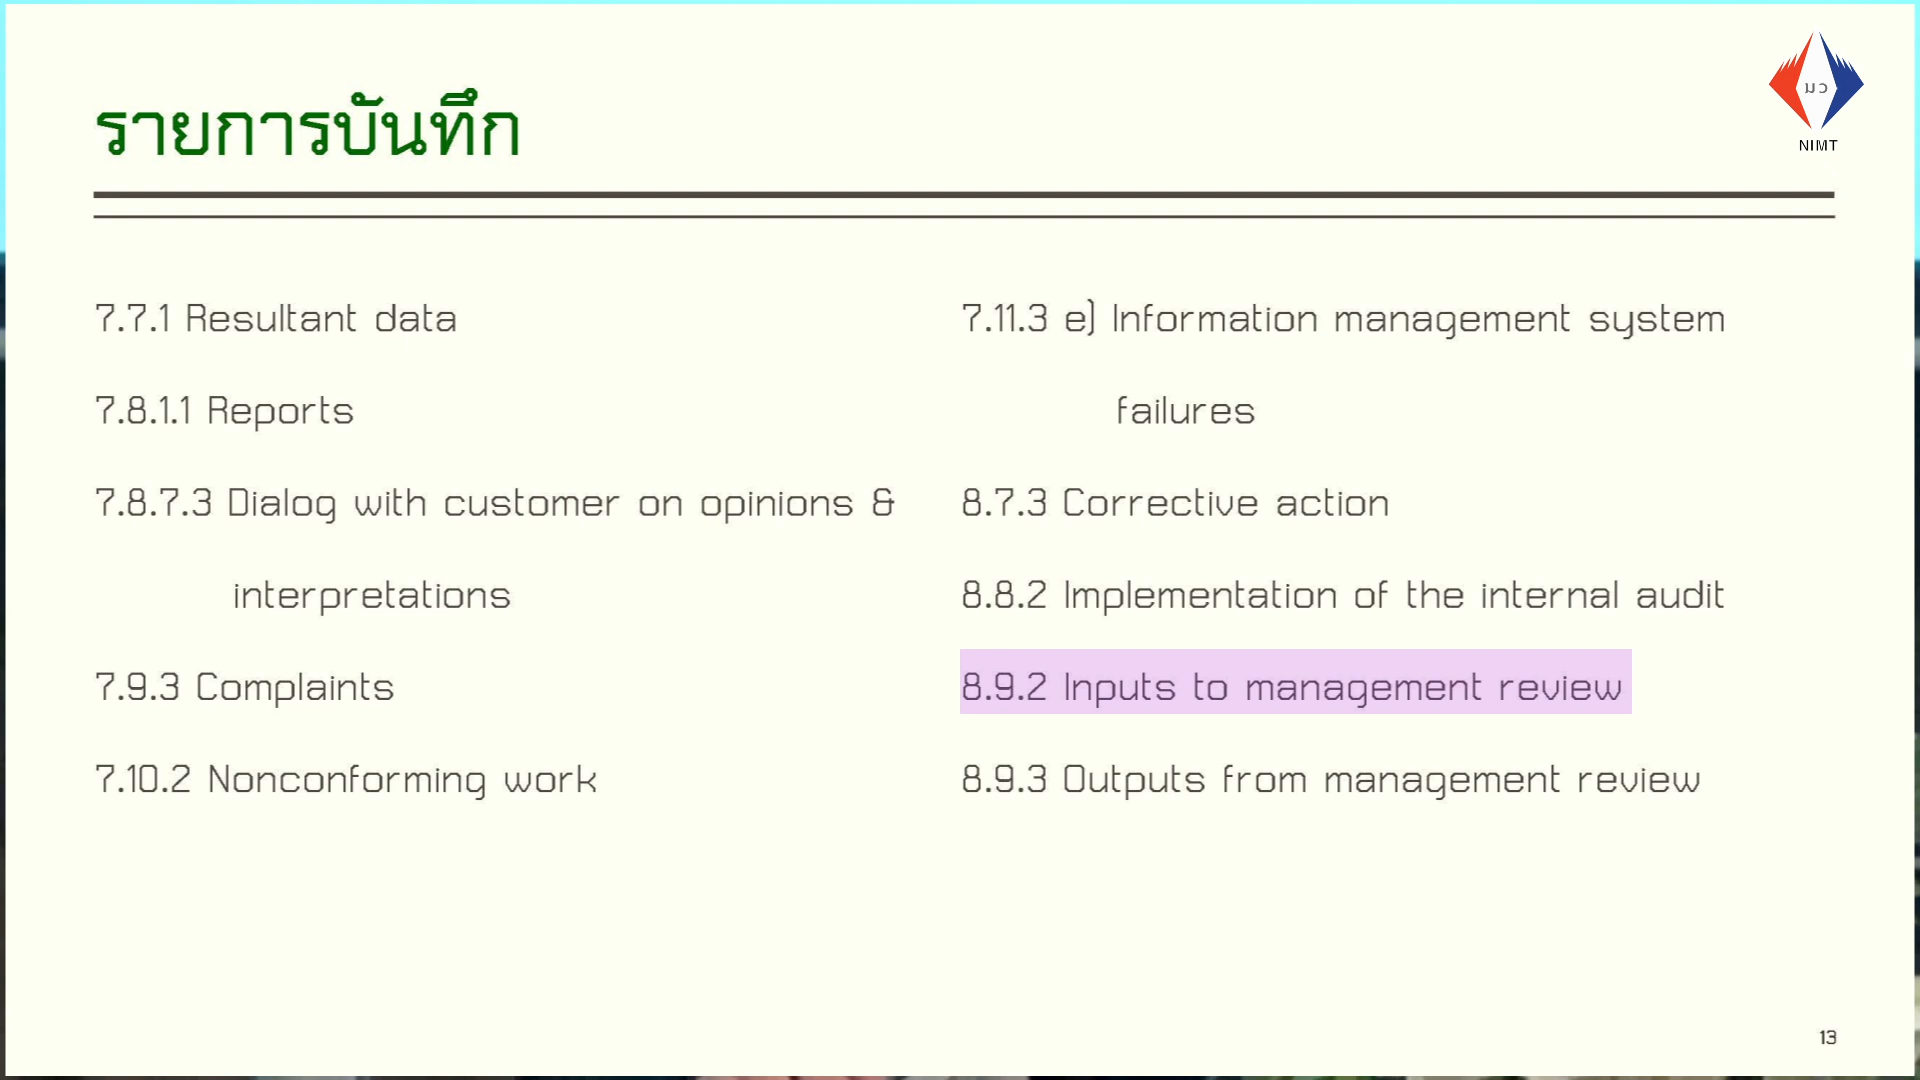 มว
NIMT
รายการบันทึก
7.7.1 Resultant data
7.8.1.1 Reports
7.8.7.3 Dialog with customer on opinions &
interpretations
7.9.3 Complaints
7.10.2 Nonconforming work
7.11.3 e) Information management system
failures
8.7.3 Corrective action
8.8.2 Implementation of the internal audit
8.9.2 Inputs to management review
8.9.3 Outputs from management review
13